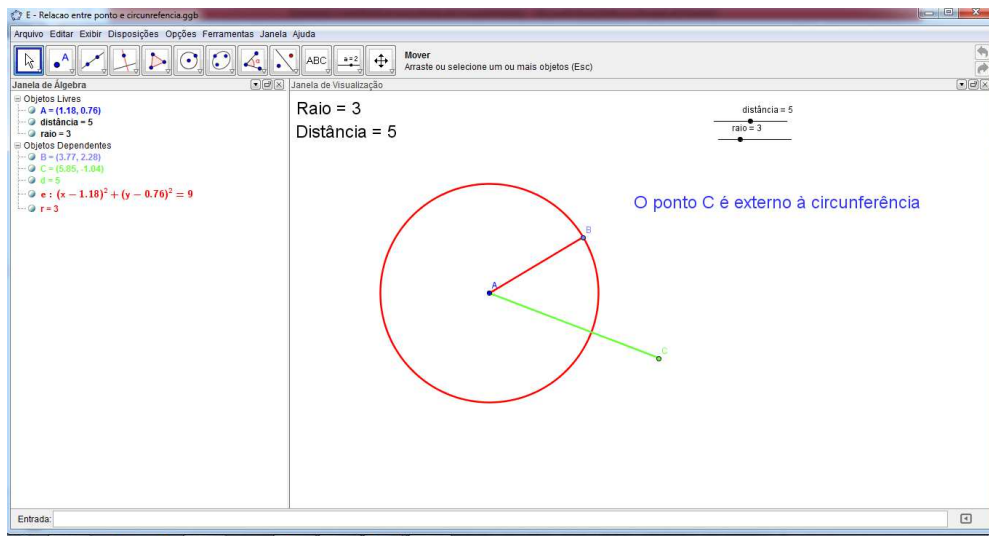 E - Relacao entre ponto e circunrefencia.ggb
Arquivo Editar Exibir Disposições Opções Ferramentas Janela Ajuda
A
ABC
a=2
Mover
Arraste ou selecione um ou mais objetos (Esc)
Janela de Álgebra
Objetos Livres
A = (1.18, 0.76)
distância = 5
raio = 3
Objetos Dependentes
B = (3.77, 2.28)
C = (5.85, -1.04)
d = 5
e : (x − 1.18)² + (y − 0.76)² = 9
r = 3
Janela de Visualização
Raio = 3
Distância = 5
distância = 5
raio = 3
O ponto C é externo à circunferência
B
A
C
Entrada: